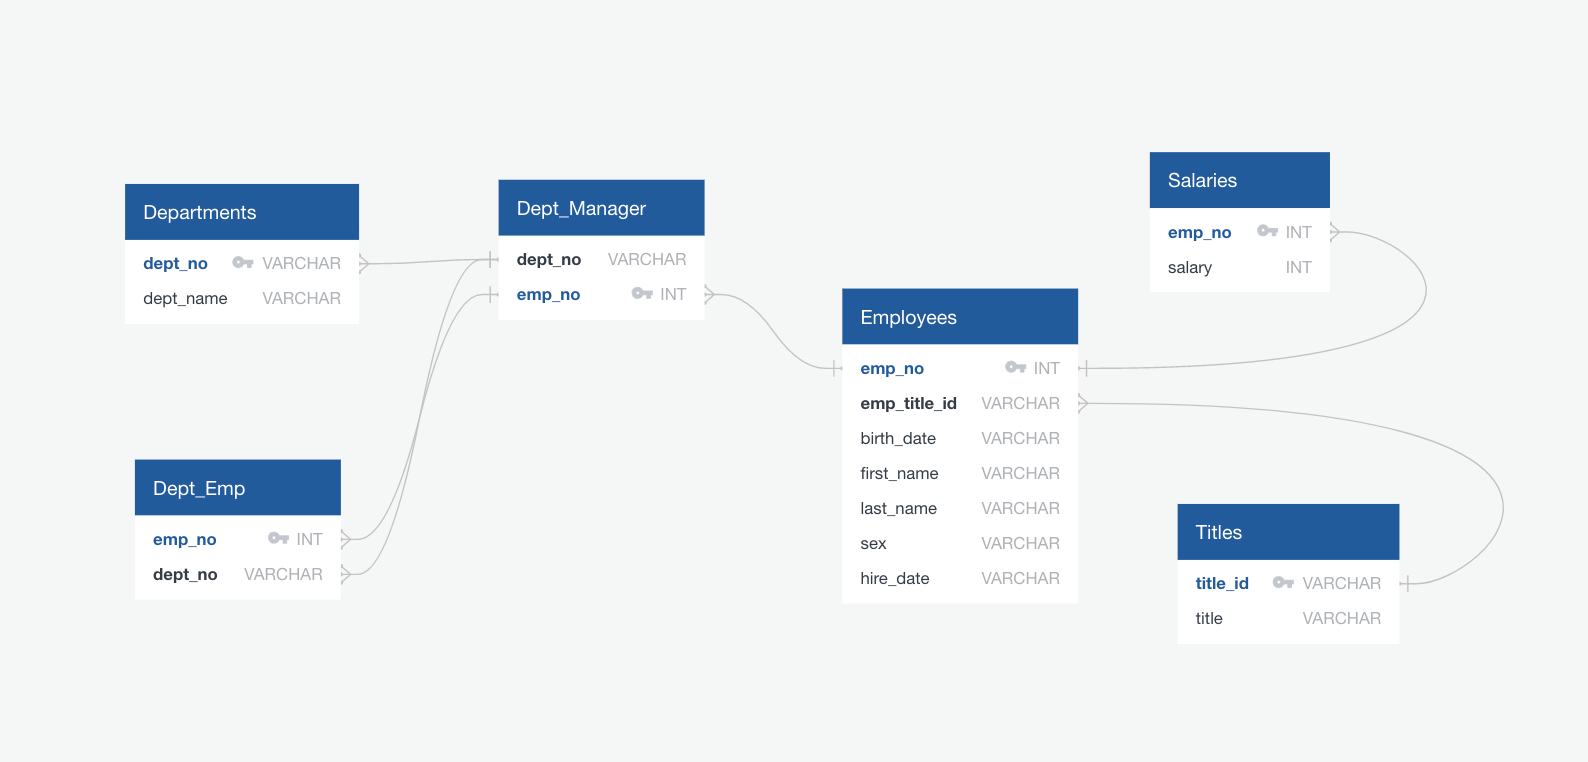 Departments
dept_no VARCHAR
dept_name VARCHAR
Dept_Manager
dept_no VARCHAR
emp_no INT
Dept_Emp
emp_no INT
dept_no VARCHAR
Employees
emp_no INT
emp_title_id VARCHAR
birth_date VARCHAR
first_name VARCHAR
last_name VARCHAR
sex VARCHAR
hire_date VARCHAR
Salaries
emp_no INT
salary INT
Titles
title_id VARCHAR
title VARCHAR